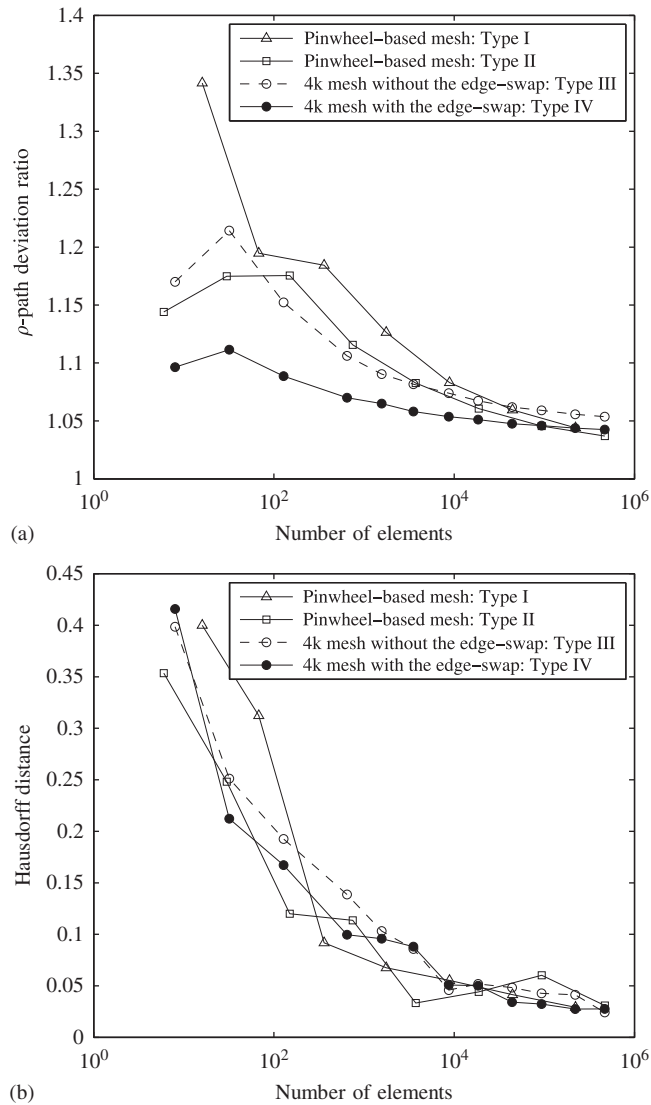 1.4
1.35
1.3
1.25
1.2
1.15
1.1
1.05
1
ρ-path deviation ratio
Pinwheel-based mesh: Type I
Pinwheel-based mesh: Type II
4k mesh without the edge-swap: Type III
4k mesh with the edge-swap: Type IV
10^0
10^2
10^4
10^6
(a)
Number of elements
0.45
0.4
0.35
0.3
0.25
0.2
0.15
0.1
0.05
0
Hausdorff distance
Pinwheel-based mesh: Type I
Pinwheel-based mesh: Type II
4k mesh without the edge-swap: Type III
4k mesh with the edge-swap: Type IV
10^0
10^2
10^4
10^6
(b)
Number of elements